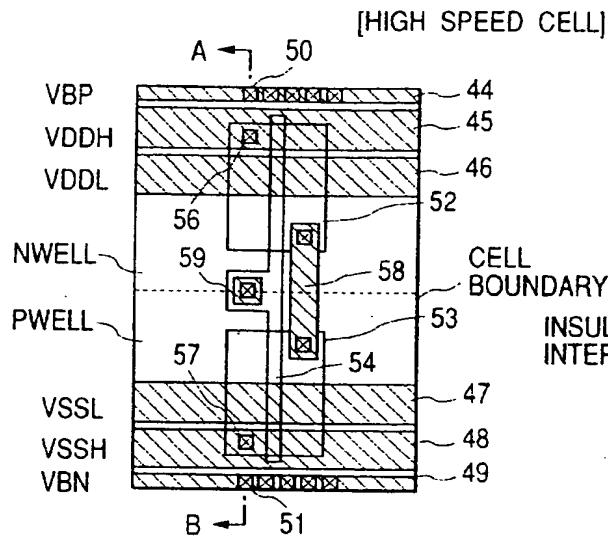 [HIGH SPEED CELL]
A
50
VBP
44
VDDH
45
VDDL
46
56
52
NWELL
59
58
CELL
BOUNDARY
PWELL
53
INSUL
INTER
57
54
VSSL
47
VSSH
48
VBN
49
B
51